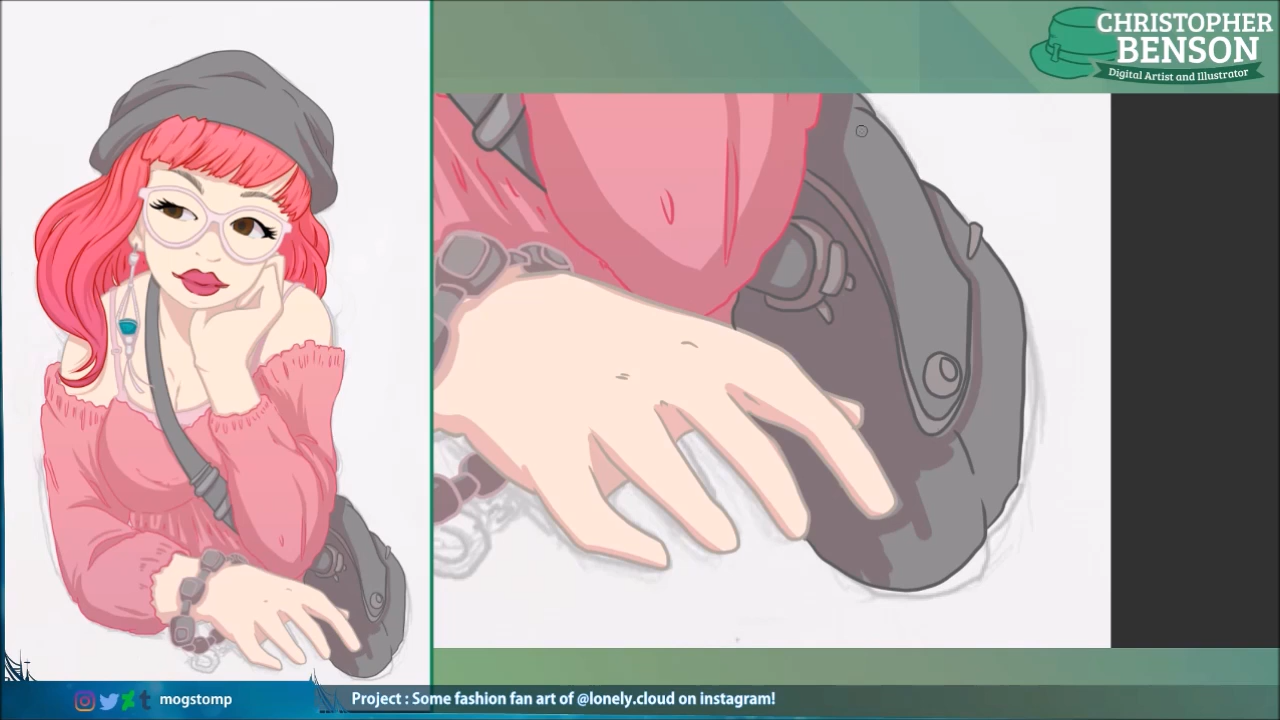 CHRISTOPHER
BENSON
Digital Artist and Illustrator
mogstomp
Project : Some fashion fan art of @lonely.cloud on instagram!